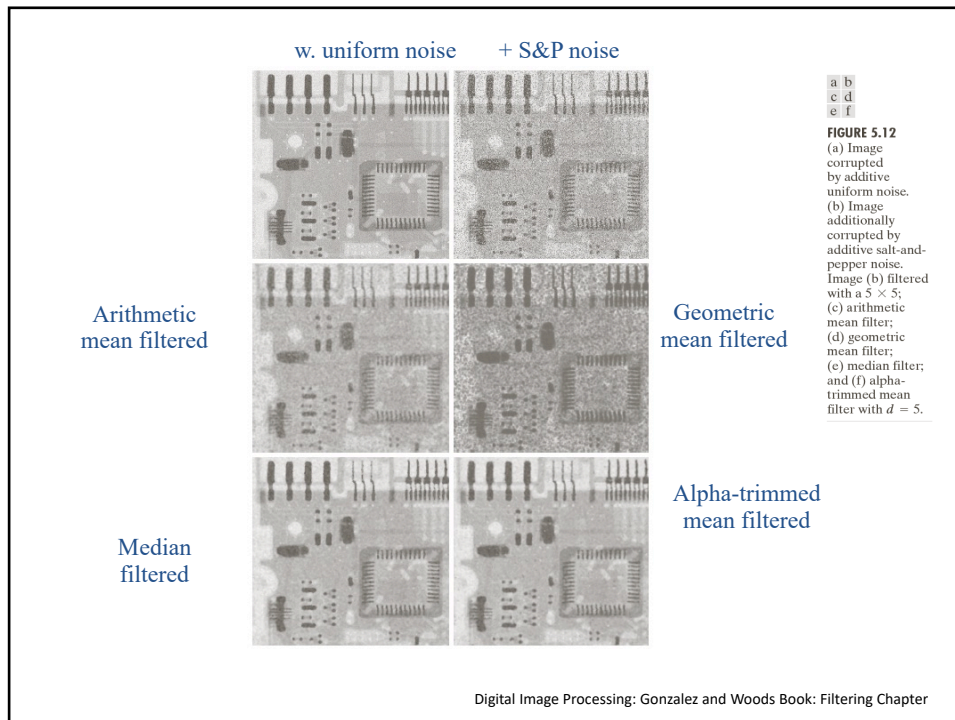 w. uniform noise + S&P noise
a b
c d
e f
FIGURE 5.12
(a) Image
corrupted
by additive
uniform noise.
(b) Image
additionally
corrupted by
additive salt-and-
pepper noise.
Image (b) filtered
with a 5 × 5;
(c) arithmetic
mean filter;
(d) geometric
mean filter;
(e) median filter;
and (f) alpha-
trimmed mean
filter with d = 5.
Arithmetic
mean filtered
Geometric
mean filtered
Median
filtered
Alpha-trimmed
mean filtered
Digital Image Processing: Gonzalez and Woods Book: Filtering Chapter